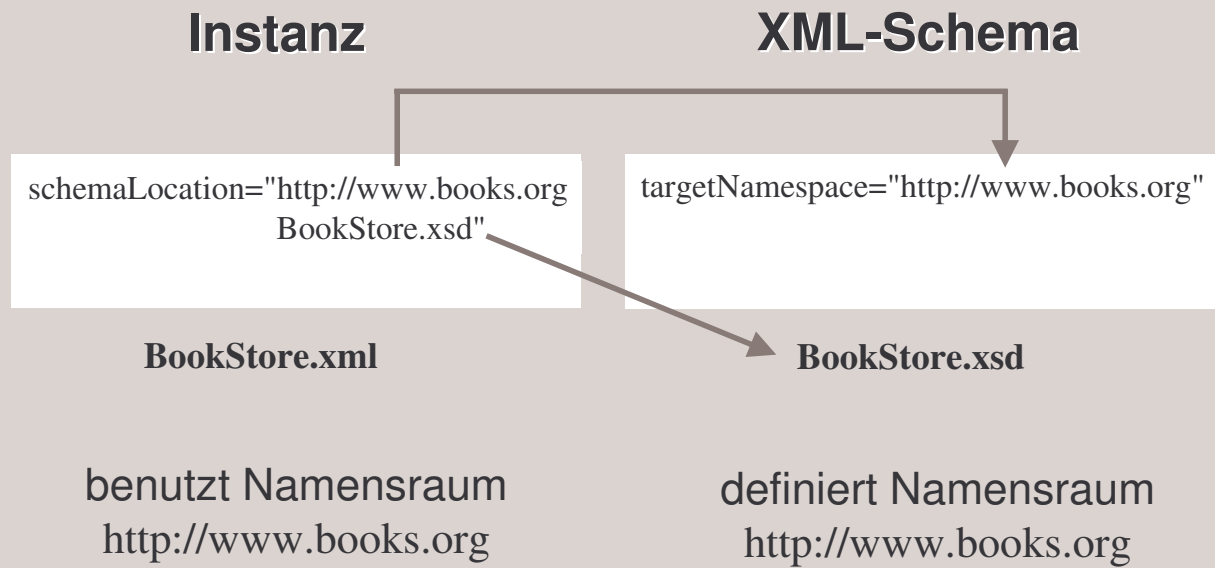 Instanz
XML-Schema
schemaLocation="http://www.books.org
BookStore.xsd"
targetNamespace="http://www.books.org"
BookStore.xml
BookStore.xsd
benutzt Namensraum
http://www.books.org
definiert Namensraum
http://www.books.org